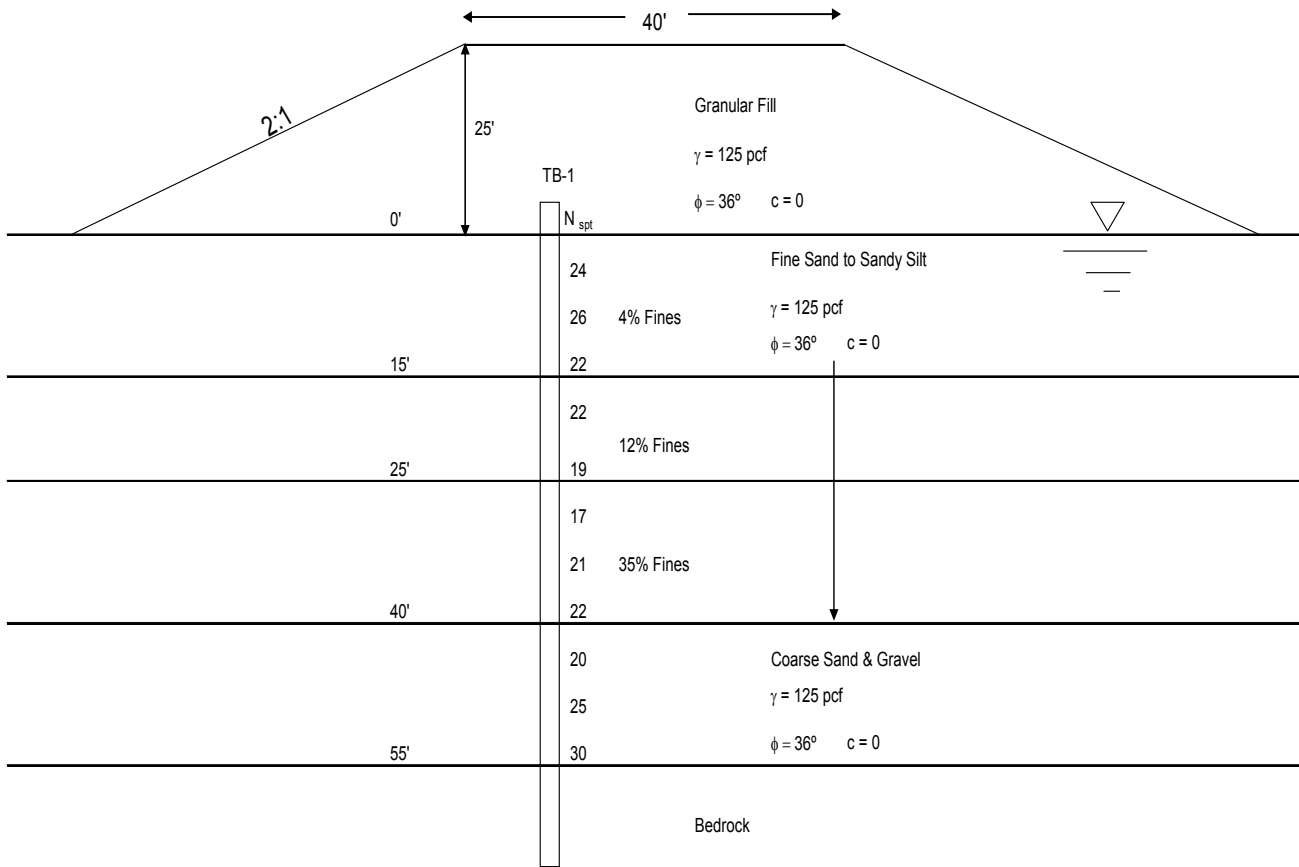 40'
2:1
25'
Granular Fill
γ = 125 pcf
φ = 36º c = 0
TB-1
0'
N spt
Fine Sand to Sandy Silt
24
γ = 125 pcf
26
4% Fines
φ = 36º c = 0
15'
22
22
12% Fines
25'
19
17
21
35% Fines
40'
22
20
Coarse Sand & Gravel
γ = 125 pcf
25
φ = 36º c = 0
55'
30
Bedrock